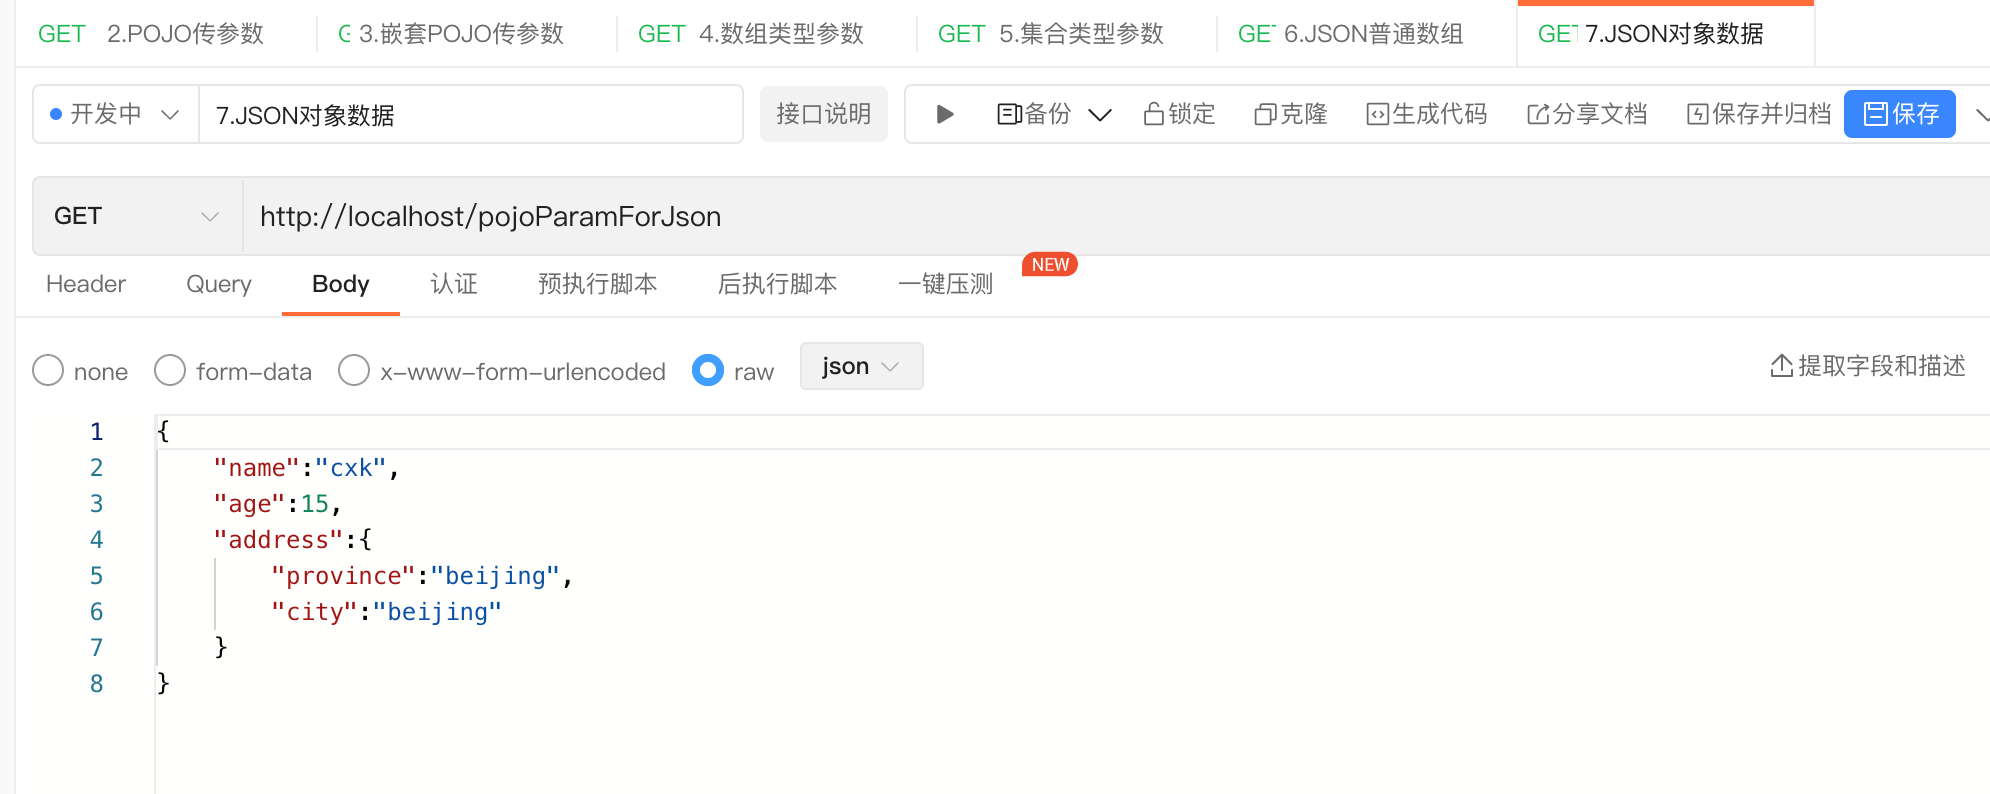 GET 2.POJO传参数 G 3.嵌套POJO传参数 GET 4.数组类型参数 GET 5.集合类型参数 GET 6.JSON普通数组 GET 7.JSON对象数据
开发中 7.JSON对象数据 接口说明 备份 锁定 克隆 生成代码 分享文档 保存并归档 保存
GET http://localhost/pojoParamForJson
NEW
Header Query Body 认证 预执行脚本 后执行脚本 一键压测
none form-data x-www-form-urlencoded raw json 提取字段和描述
1 {
2 "name":"cxk",
3 "age":15,
4 "address":{
5 "province":"beijing",
6 "city":"beijing"
7 }
8 }